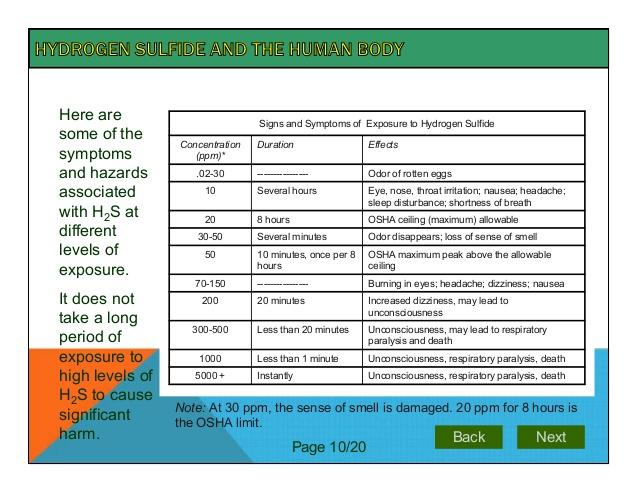 HYDROGEN SULFIDE AND THE HUMAN BODY
Here are
some of the
symptoms
and hazards
associated
with H2S at
different
levels of
exposure.
It does not
take a long
period of
exposure to
high levels of
H2S to cause
significant
harm.
Signs and Symptoms of Exposure to Hydrogen Sulfide
Concentration
(ppm)*
Duration
Effects
.02-30
----------------
Odor of rotten eggs
10
Several hours
Eye, nose, throat irritation; nausea; headache;
sleep disturbance; shortness of breath
20
8 hours
OSHA ceiling (maximum) allowable
30-50
Several minutes
Odor disappears; loss of sense of smell
50
10 minutes, once per 8
hours
OSHA maximum peak above the allowable
ceiling
70-150
----------------
Burning in eyes; headache; dizziness; nausea
200
20 minutes
Increased dizziness, may lead to
unconsciousness
300-500
Less than 20 minutes
Unconsciousness, may lead to respiratory
paralysis and death
1000
Less than 1 minute
Unconsciousness, respiratory paralysis, death
5000 +
Instantly
Unconsciousness, respiratory paralysis, death
Note: At 30 ppm, the sense of smell is damaged. 20 ppm for 8 hours is
the OSHA limit.
Page 10/20
Back
Next